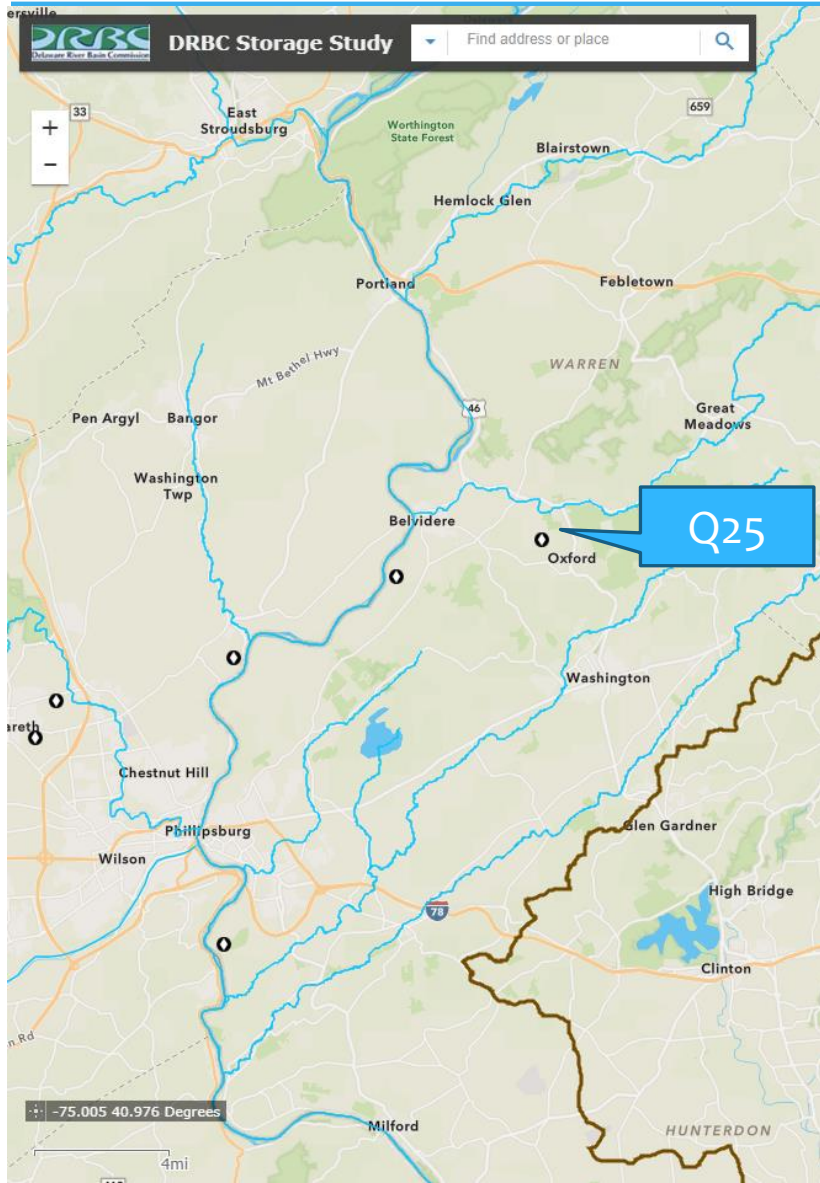 ersville
DRBC
Delaware River Basin Commission
DRBC Storage Study
Find address or place
+
−
33
East
Stroudsburg
Worthington
State Forest
659
Blairstown
Hemlock Glen
Portland
Febletown
Mt Bethel Hwy
WARREN
46
Great
Meadows
Pen Argyl
Bangor
Washington
Twp
Belvidere
Q25
Oxford
Washington
areth
Chestnut Hill
Phillipsburg
Wilson
Glen Gardner
High Bridge
78
Clinton
n Rd
-75.005 40.976 Degrees
Milford
HUNTERDON
4mi